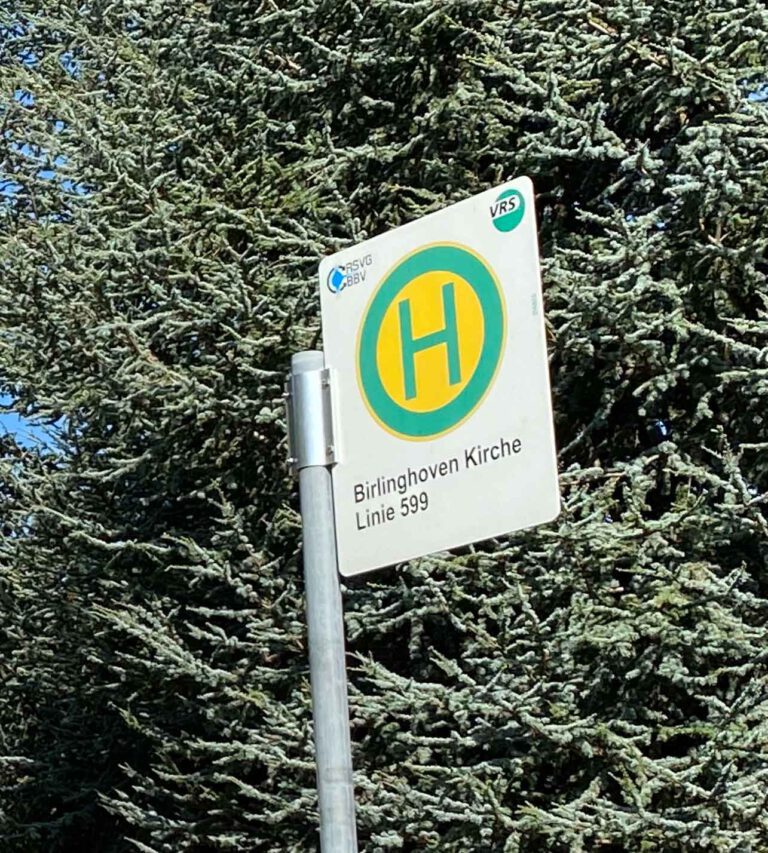 VRS
RSVG
BBV
H
Birlinghoven Kirche
Linie 599